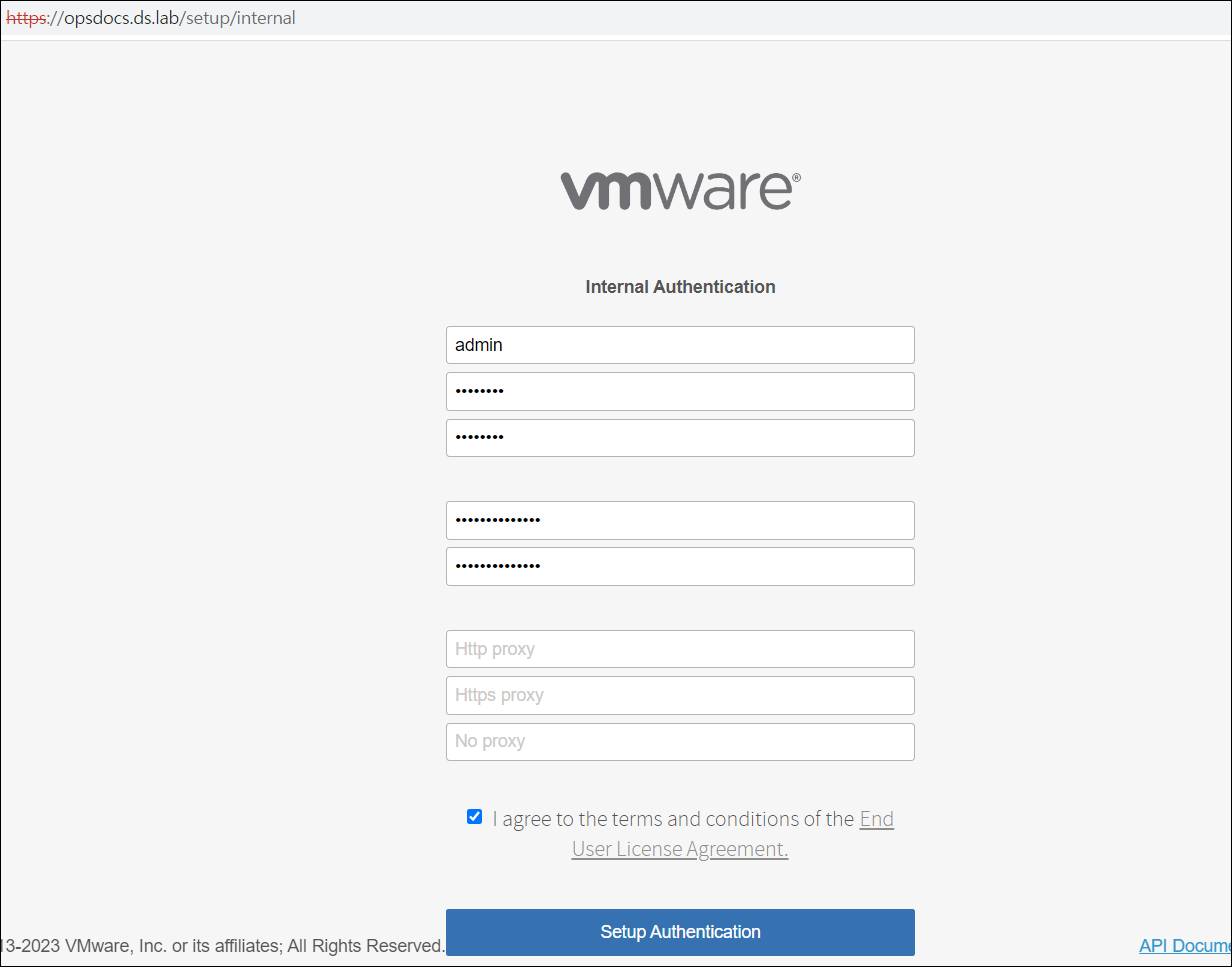 https://opsdocs.ds.lab/setup/internal
vmware®
Internal Authentication
admin
••••••••
••••••••
••••••••••••••
••••••••••••••
Http proxy
Https proxy
No proxy
I agree to the terms and conditions of the End
User License Agreement.
Setup Authentication
13-2023 VMware, Inc. or its affiliates; All Rights Reserved.
API Docume